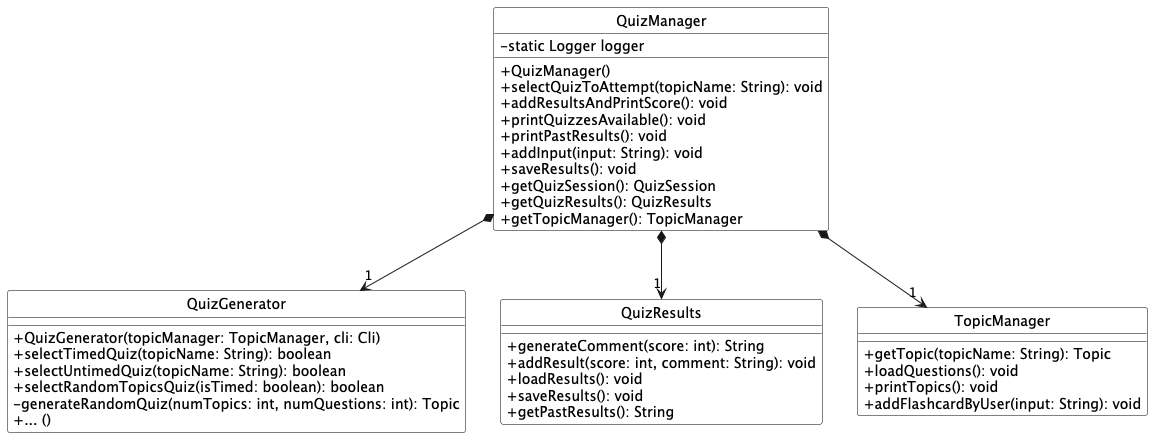 QuizManager
-static Logger logger
+QuizManager()
+selectQuizToAttempt(topicName: String): void
+addResultsAndPrintScore(): void
+printQuizzesAvailable(): void
+printPastResults(): void
+addInput(input: String): void
+saveResults(): void
+getQuizSession(): QuizSession
+getQuizResults(): QuizResults
+getTopicManager(): TopicManager
1
1
1
QuizGenerator
+QuizGenerator(topicManager: TopicManager, cli: Cli)
+selectTimedQuiz(topicName: String): boolean
+selectUntimedQuiz(topicName: String): boolean
+selectRandomTopicsQuiz(isTimed: boolean): boolean
-generateRandomQuiz(numTopics: int, numQuestions: int): Topic
+... ()
QuizResults
+generateComment(score: int): String
+addResult(score: int, comment: String): void
+loadResults(): void
+saveResults(): void
+getPastResults(): String
TopicManager
+getTopic(topicName: String): Topic
+loadQuestions(): void
+printTopics(): void
+addFlashcardByUser(input: String): void